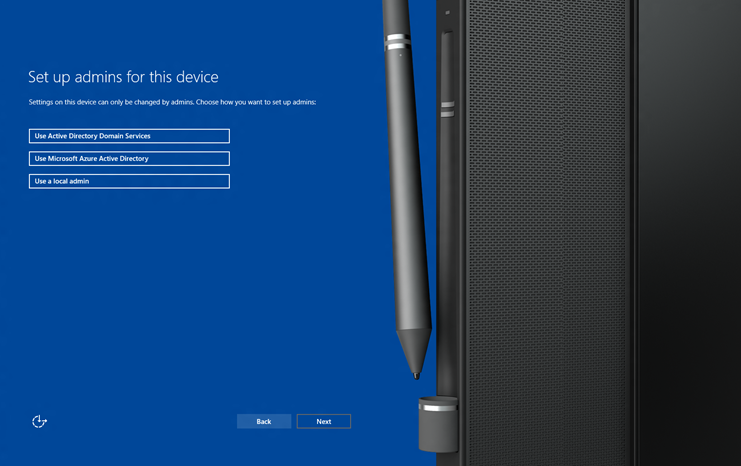 Set up admins for this device
Settings on this device can only be changed by admins. Choose how you want to set up admins:
Use Active Directory Domain Services
Use Microsoft Azure Active Directory
Use a local admin
Back
Next